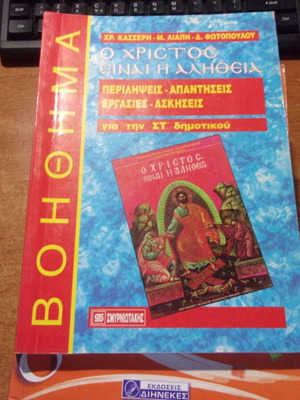 ΒΟΗΘΗΜΑ
ΧΡ. ΚΑΣΣΕΡΗ - Μ. ΛΙΑΠΗ - Δ. ΦΩΤΟΠΟΥΛΟΥ
Ο ΧΡΙΣΤΟΣ
ΕΙΝΑΙ Η ΑΛΗΘΕΙΑ
ΠΕΡΙΛΗΨΕΙΣ - ΑΠΑΝΤΗΣΕΙΣ
ΕΡΓΑΣΙΕΣ - ΑΣΚΗΣΕΙΣ
για την ΣΤ΄ δημοτικού
Ο ΧΡΙΣΤΟΣ
ΕΙΝΑΙ Η ΑΛΗΘΕΙΑ
ΣΜΥΡΝΙΩΤΑΚΗΣ
ΕΚΔΟΣΕΙΣ
ΔΙΗΝΕΚΕΣ